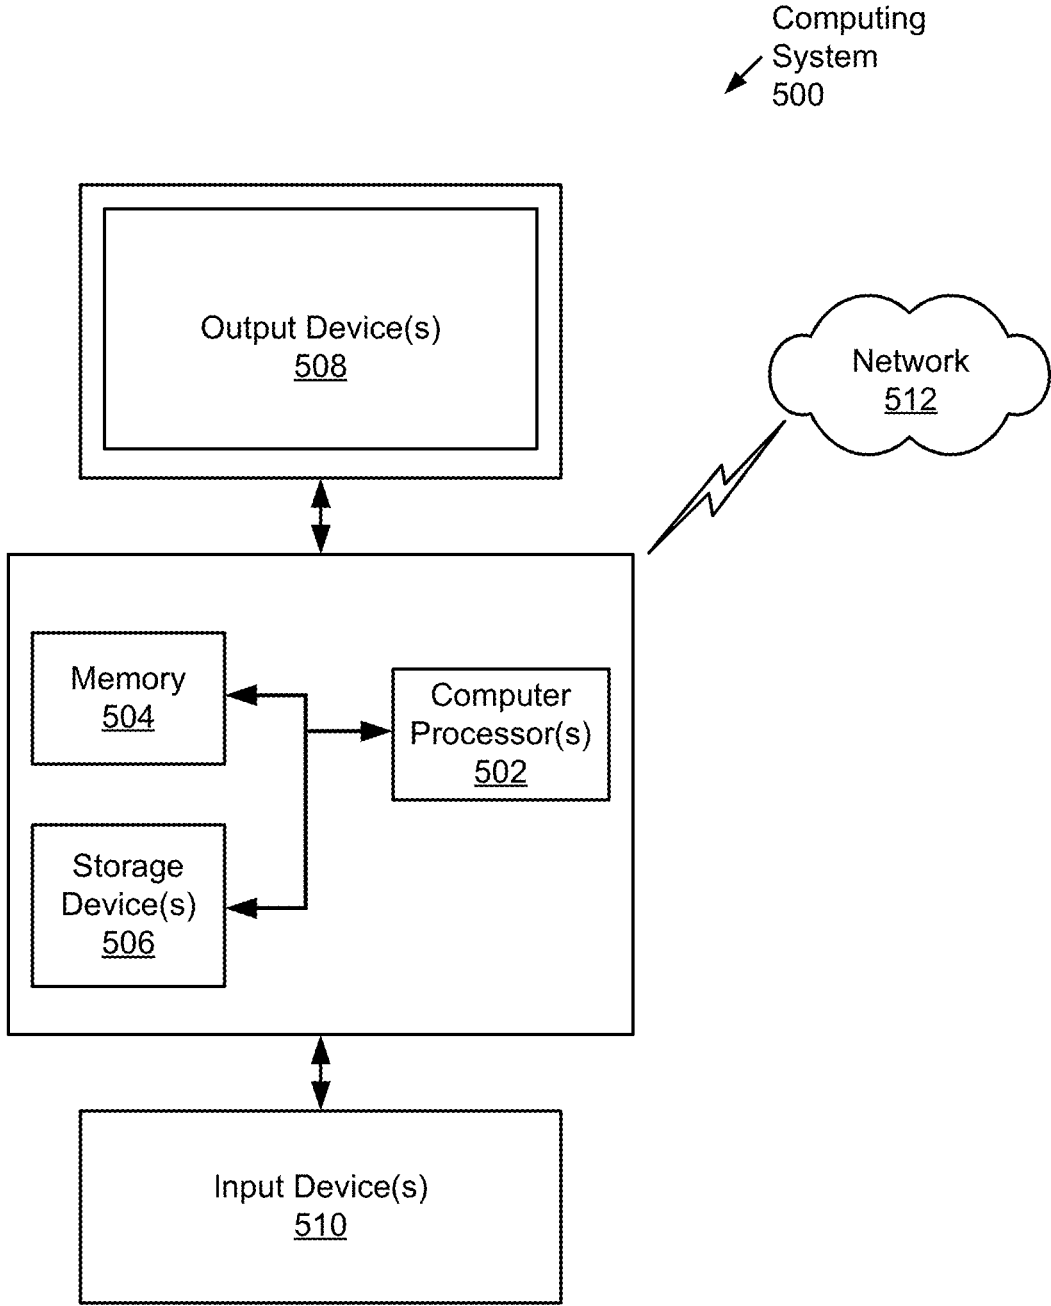 Computing
System
500
Output Device(s)
508
Network
512
Memory
504
Computer
Processor(s)
502
Storage
Device(s)
506
Input Device(s)
510